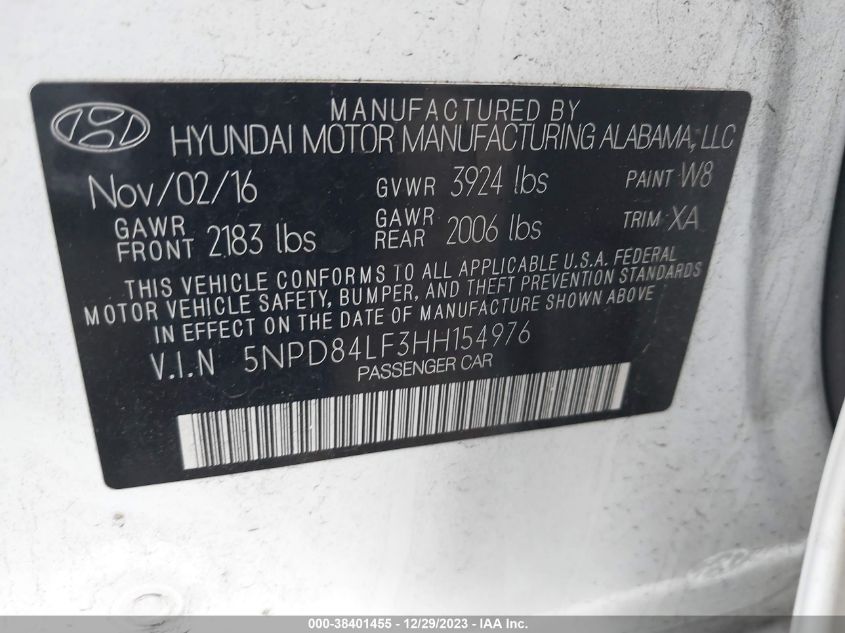 MANUFACTURED BY
HYUNDAI MOTOR MANUFACTURING ALABAMA, LLC
Nov/02/16 GVWR 3924 lbs PAINT W8
GAWR FRONT 2183 lbs GAWR REAR 2006 lbs TRIM XA
THIS VEHICLE CONFORMS TO ALL APPLICABLE U.S.A. FEDERAL
MOTOR VEHICLE SAFETY, BUMPER, AND THEFT PREVENTION STANDARDS
IN EFFECT ON THE DATE OF MANUFACTURE SHOWN ABOVE
V.I.N 5NPD84LF3HH154976
PASSENGER CAR
000-38401455 - 12/29/2023 - IAA Inc.